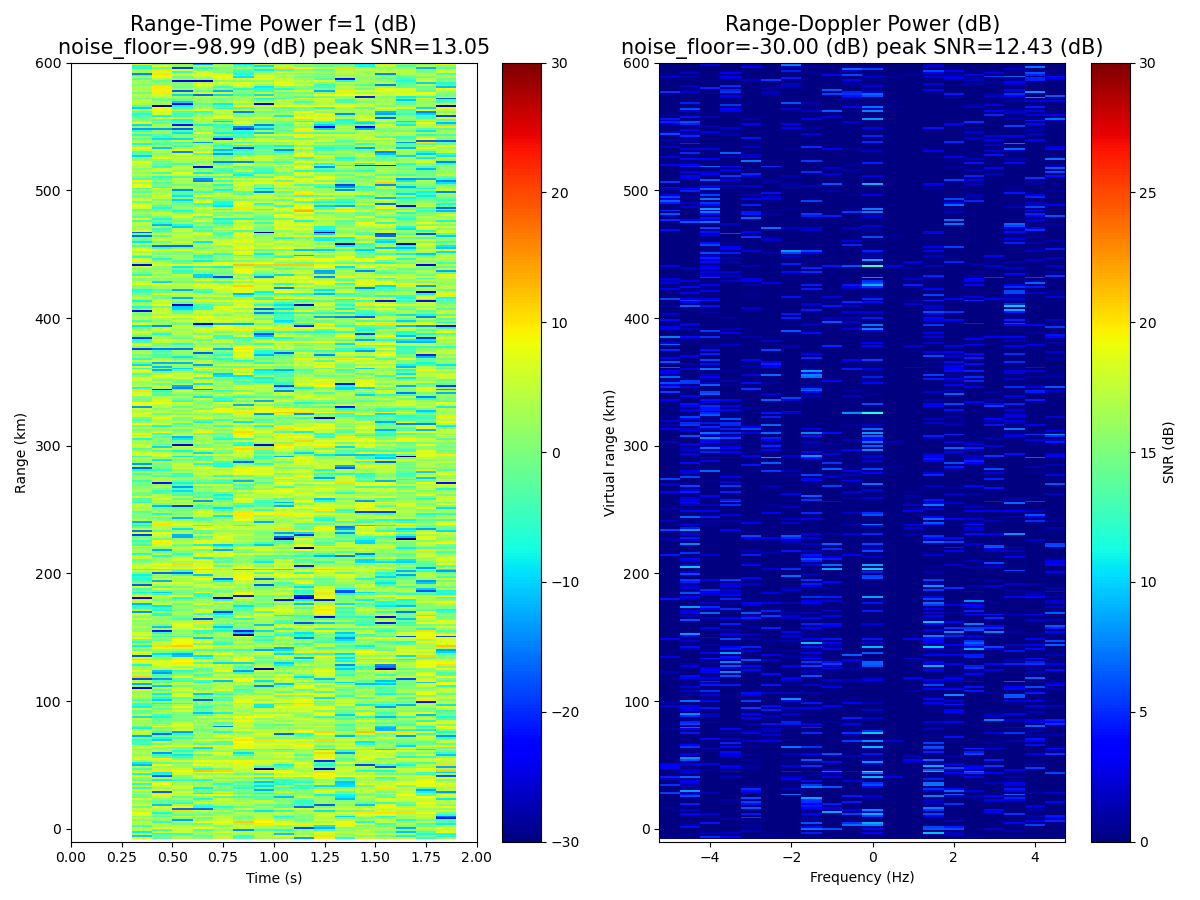 Range-Time Power f=1 (dB)
noise_floor=-98.99 (dB) peak SNR=13.05
600
500
400
300
200
100
0
Range (km)
0.00 0.25 0.50 0.75 1.00 1.25 1.50 1.75 2.00
Time (s)
30
20
10
0
−10
−20
−30
Range-Doppler Power (dB)
noise_floor=-30.00 (dB) peak SNR=12.43 (dB)
600
500
400
300
200
100
0
Virtual range (km)
−4 −2 0 2 4
Frequency (Hz)
30
25
20
15
10
5
0
SNR (dB)